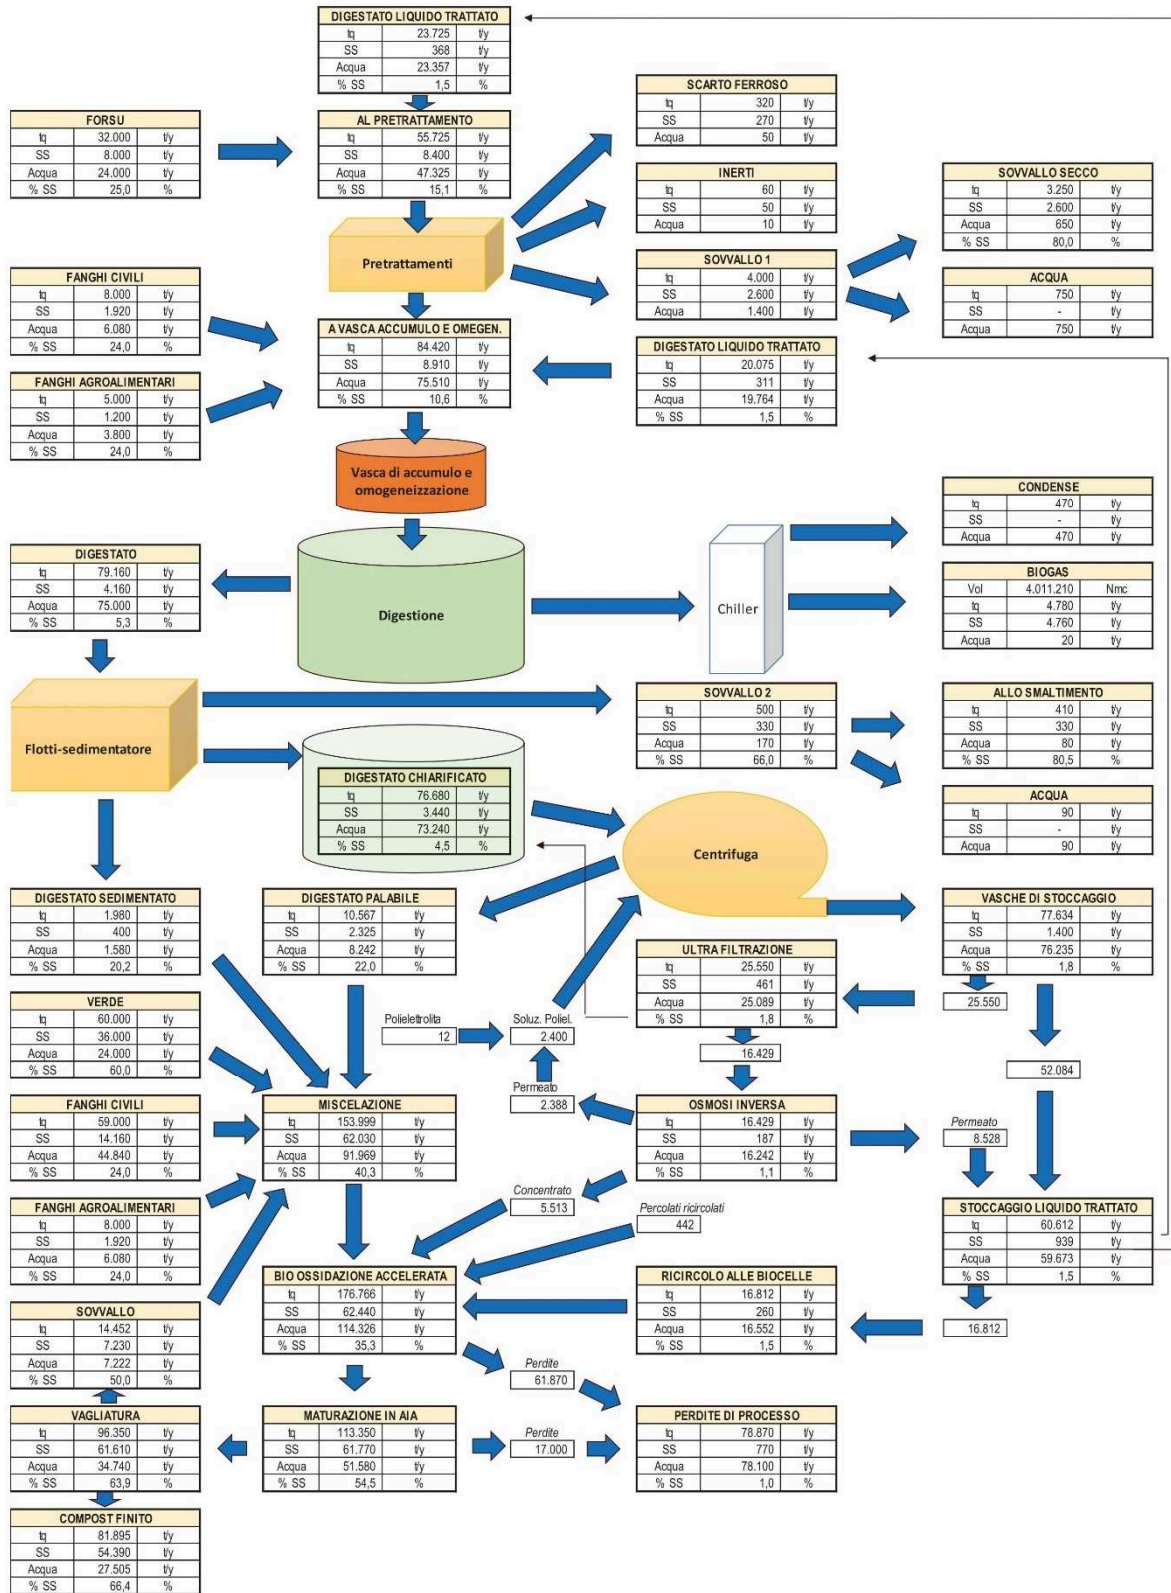 DIGESTATO LIQUIDO TRATTATO
tq 23.725 t/y
SS 368 t/y
Acqua 23.357 t/y
% SS 1,5 %
FORSU
tq 32.000 t/y
SS 8.000 t/y
Acqua 24.000 t/y
% SS 25,0 %
AL PRETRATTAMENTO
tq 55.725 t/y
SS 8.400 t/y
Acqua 47.325 t/y
% SS 15,1 %
SCARTO FERROSO
tq 320 t/y
SS 270 t/y
Acqua 50 t/y
INERTI
tq 60 t/y
SS 50 t/y
Acqua 10 t/y
SOVVALLO SECCO
tq 3.250 t/y
SS 2.600 t/y
Acqua 650 t/y
% SS 80,0 %
Pretrattamenti
SOVVALLO 1
tq 4.000 t/y
SS 2.600 t/y
Acqua 1.400 t/y
ACQUA
tq 750 t/y
SS - t/y
Acqua 750 t/y
FANGHI CIVILI
tq 8.000 t/y
SS 1.920 t/y
Acqua 6.080 t/y
% SS 24,0 %
A VASCA ACCUMULO E OMEGEN.
tq 84.420 t/y
SS 8.910 t/y
Acqua 75.510 t/y
% SS 10,6 %
DIGESTATO LIQUIDO TRATTATO
tq 20.075 t/y
SS 311 t/y
Acqua 19.764 t/y
% SS 1,5 %
FANGHI AGROALIMENTARI
tq 5.000 t/y
SS 1.200 t/y
Acqua 3.800 t/y
% SS 24,0 %
Vasca di accumulo e
omogeneizzazione
CONDENSE
tq 470 t/y
SS - t/y
Acqua 470 t/y
DIGESTATO
tq 79.160 t/y
SS 4.160 t/y
Acqua 75.000 t/y
% SS 5,3 %
Digestione
Chiller
BIOGAS
Vol 4.011.210 Nmc
tq 4.780 t/y
SS 4.760 t/y
Acqua 20 t/y
Flotti-sedimentatore
SOVVALLO 2
tq 500 t/y
SS 330 t/y
Acqua 170 t/y
% SS 66,0 %
ALLO SMALTIMENTO
tq 410 t/y
SS 330 t/y
Acqua 80 t/y
% SS 80,5 %
DIGESTATO CHIARIFICATO
tq 76.680 t/y
SS 3.440 t/y
Acqua 73.240 t/y
% SS 4,5 %
Centrifuga
ACQUA
tq 90 t/y
SS - t/y
Acqua 90 t/y
DIGESTATO SEDIMENTATO
tq 1.980 t/y
SS 400 t/y
Acqua 1.580 t/y
% SS 20,2 %
DIGESTATO PALABILE
tq 10.567 t/y
SS 2.325 t/y
Acqua 8.242 t/y
% SS 22,0 %
VASCHE DI STOCCAGGIO
tq 77.634 t/y
SS 1.400 t/y
Acqua 76.235 t/y
% SS 1,8 %
ULTRA FILTRAZIONE
tq 25.550 t/y
SS 461 t/y
Acqua 25.089 t/y
% SS 1,8 %
25.550
VERDE
tq 60.000 t/y
SS 36.000 t/y
Acqua 24.000 t/y
% SS 60,0 %
Polielettrolita
12
Soluz. Poliel.
2.400
16.429
52.084
Permeato
2.388
FANGHI CIVILI
tq 59.000 t/y
SS 14.160 t/y
Acqua 44.840 t/y
% SS 24,0 %
MISCELAZIONE
tq 153.999 t/y
SS 62.030 t/y
Acqua 91.969 t/y
% SS 40,3 %
OSMOSI INVERSA
tq 16.429 t/y
SS 187 t/y
Acqua 16.242 t/y
% SS 1,1 %
Permeato
8.528
Concentrato
5.513
Percolati ricircolati
442
FANGHI AGROALIMENTARI
tq 8.000 t/y
SS 1.920 t/y
Acqua 6.080 t/y
% SS 24,0 %
STOCCAGGIO LIQUIDO TRATTATO
tq 60.612 t/y
SS 939 t/y
Acqua 59.673 t/y
% SS 1,5 %
BIO OSSIDAZIONE ACCELERATA
tq 176.766 t/y
SS 62.440 t/y
Acqua 114.326 t/y
% SS 35,3 %
RICIRCOLO ALLE BIOCELLE
tq 16.812 t/y
SS 260 t/y
Acqua 16.552 t/y
% SS 1,5 %
16.812
SOVVALLO
tq 14.452 t/y
SS 7.230 t/y
Acqua 7.222 t/y
% SS 50,0 %
Perdite
61.870
VAGLIATURA
tq 96.350 t/y
SS 61.610 t/y
Acqua 34.740 t/y
% SS 63,9 %
MATURAZIONE IN AIA
tq 113.350 t/y
SS 61.770 t/y
Acqua 51.580 t/y
% SS 54,5 %
Perdite
17.000
PERDITE DI PROCESSO
tq 78.870 t/y
SS 770 t/y
Acqua 78.100 t/y
% SS 1,0 %
COMPOST FINITO
tq 81.895 t/y
SS 54.390 t/y
Acqua 27.505 t/y
% SS 66,4 %